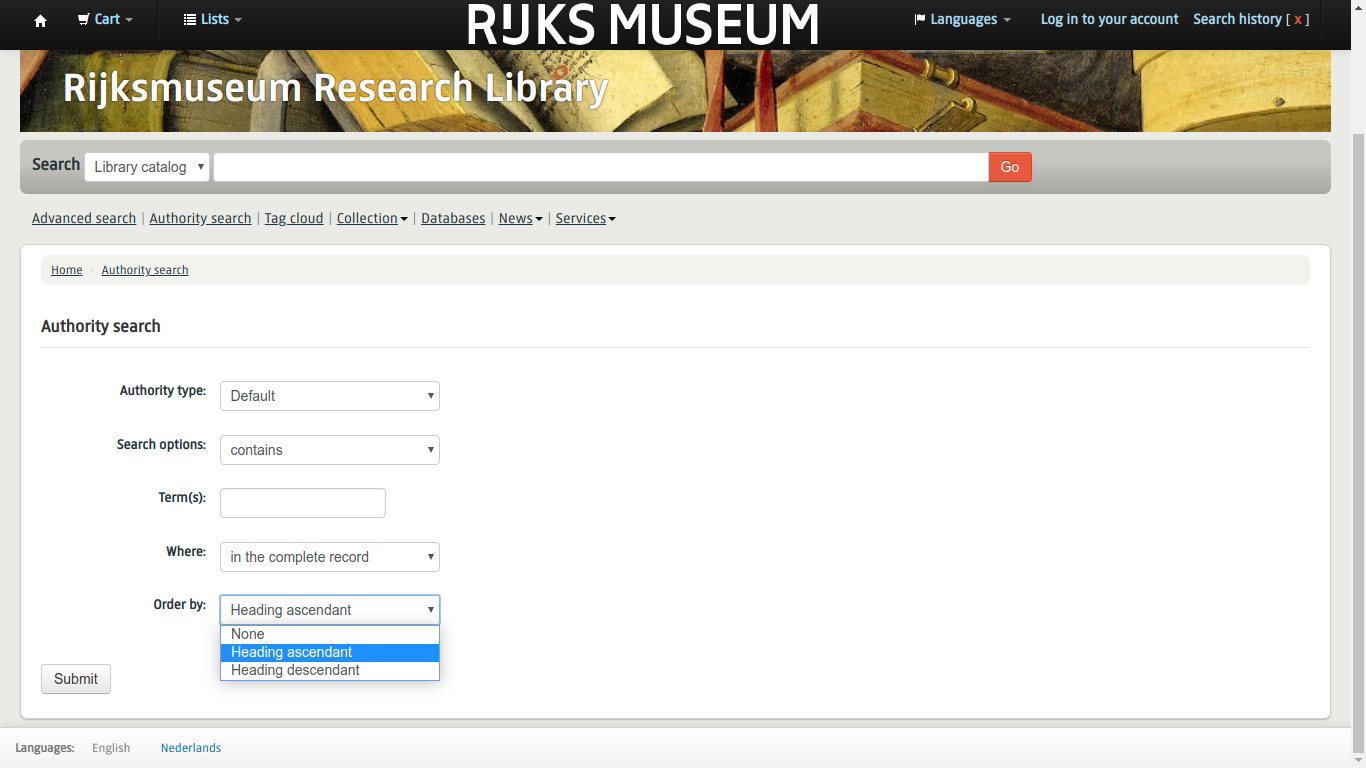 Cart Lists RIJKS MUSEUM Languages Log in to your account Search history [ x ]
Rijksmuseum Research Library
Search Library catalog Go
Advanced search | Authority search | Tag cloud | Collection | Databases | News | Services
Home Authority search
Authority search
Authority type: Default
Search options: contains
Term(s):
Where: in the complete record
Order by: Heading ascendant
None
Heading ascendant
Heading descendant
Submit
Languages: English Nederlands